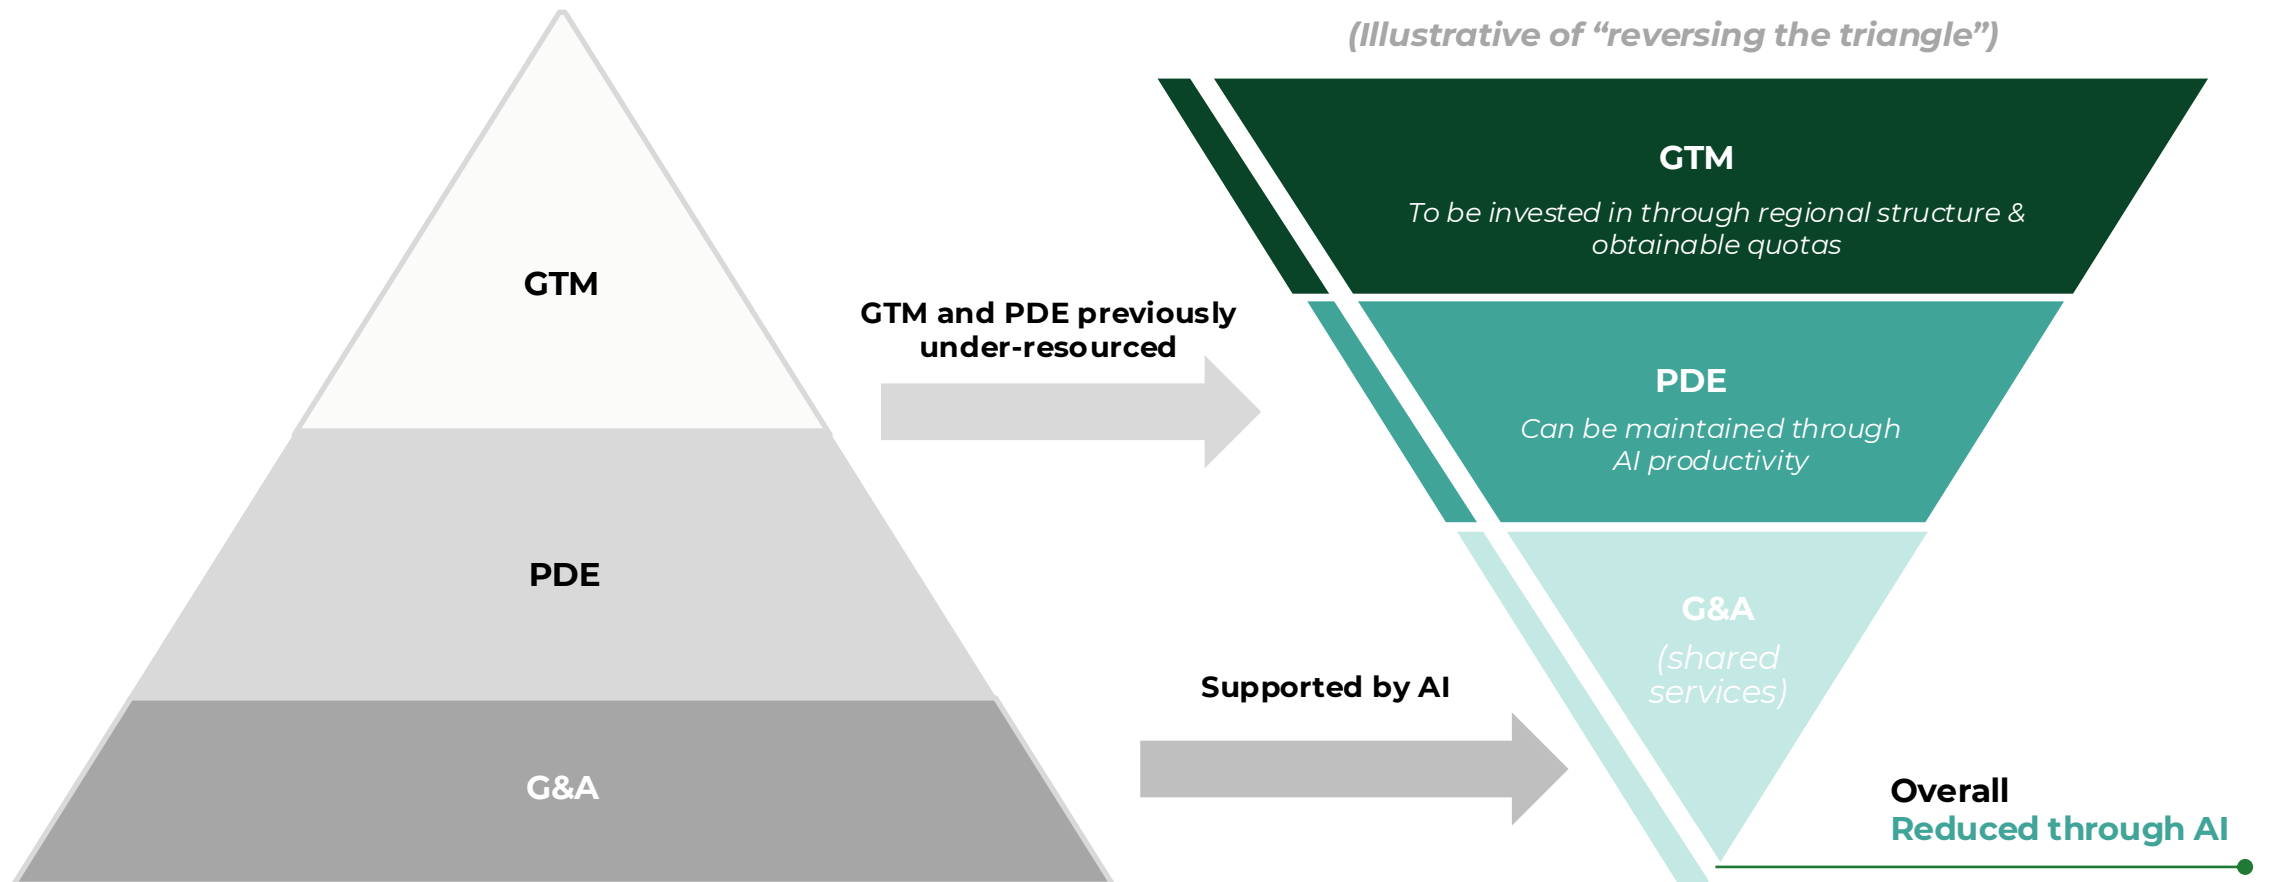 (Illustrative of “reversing the triangle”)
GTM
PDE
G&A
GTM and PDE previously
under-resourced
Supported by AI
GTM
To be invested in through regional structure &
obtainable quotas
PDE
Can be maintained through
AI productivity
G&A
(shared
services)
Overall
Reduced through AI